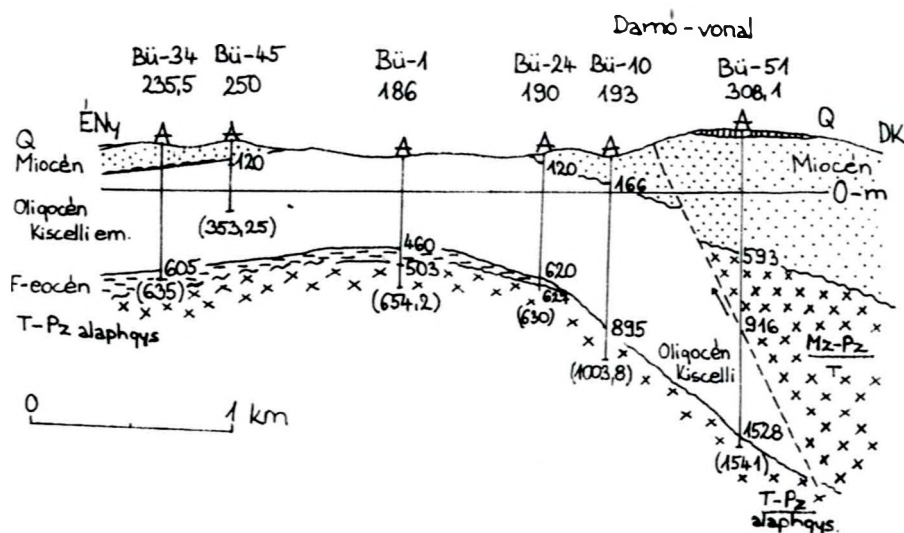 Darnó-vonal
Bü-34
235,5
Bü-45
250
Bü-1
186
Bü-24
190
Bü-10
193
Bü-51
308,1
ÉNy
Q
Q
DK
Miocén
120
120
166
Miocén
0-m
Oligocén
Kiscelli em.
(353,25)
F-eocén
605
(635)
460
503
(654,2)
620
627
(630)
593
T-Pz alaphgys
895
(1003,8)
Oligocén
Kiscelli
916
Mz-Pz
T
0
1 km
1528
(1541)
T-Pz
alaphgys.